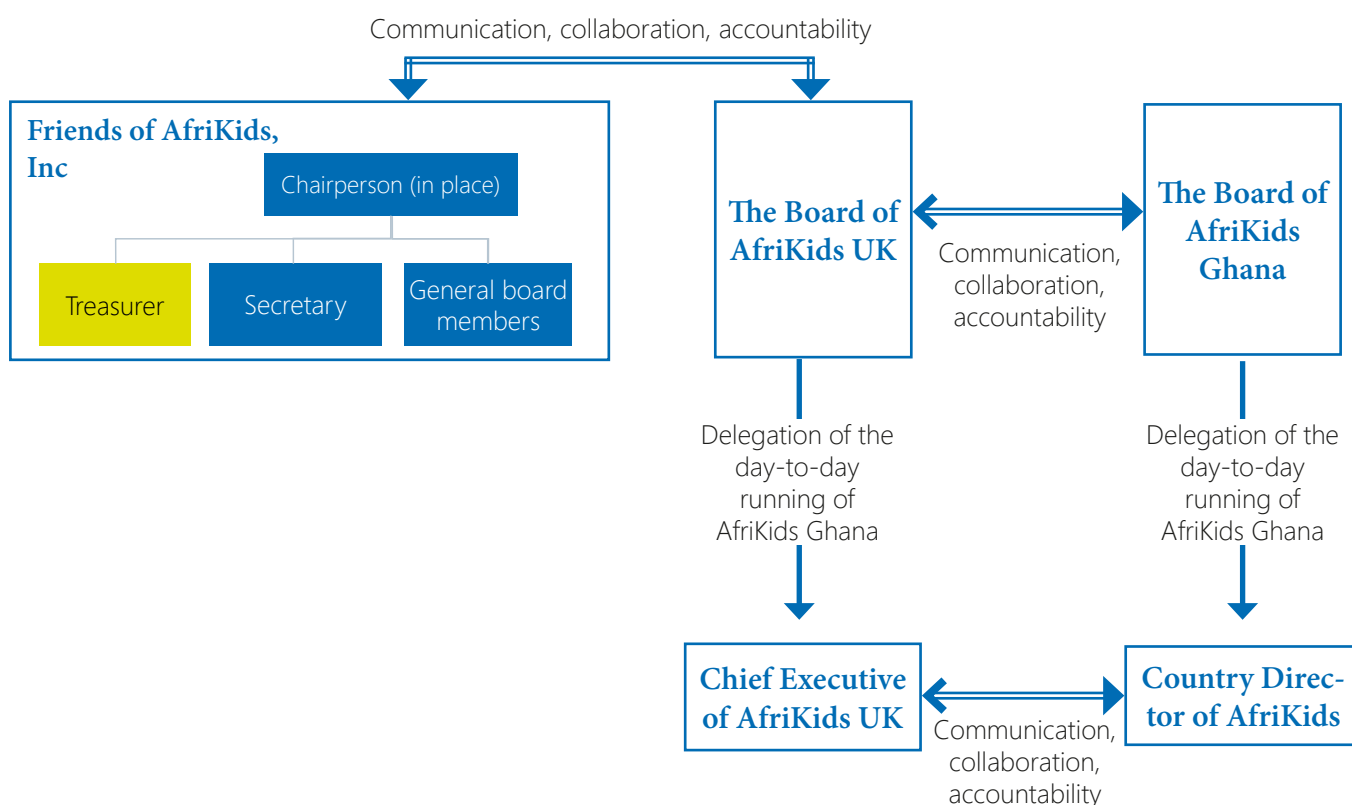 Communication, collaboration, accountability
Friends of AfriKids,
Inc
Chairperson (in place)
Treasurer
Secretary
General board
members
The Board of
AfriKids UK
Communication,
collaboration,
accountability
The Board of
AfriKids
Ghana
Delegation of the
day-to-day
running of
AfriKids Ghana
Delegation of the
day-to-day
running of
AfriKids Ghana
Chief Executive
of AfriKids UK
Communication,
collaboration,
accountability
Country Direc-
tor of AfriKids